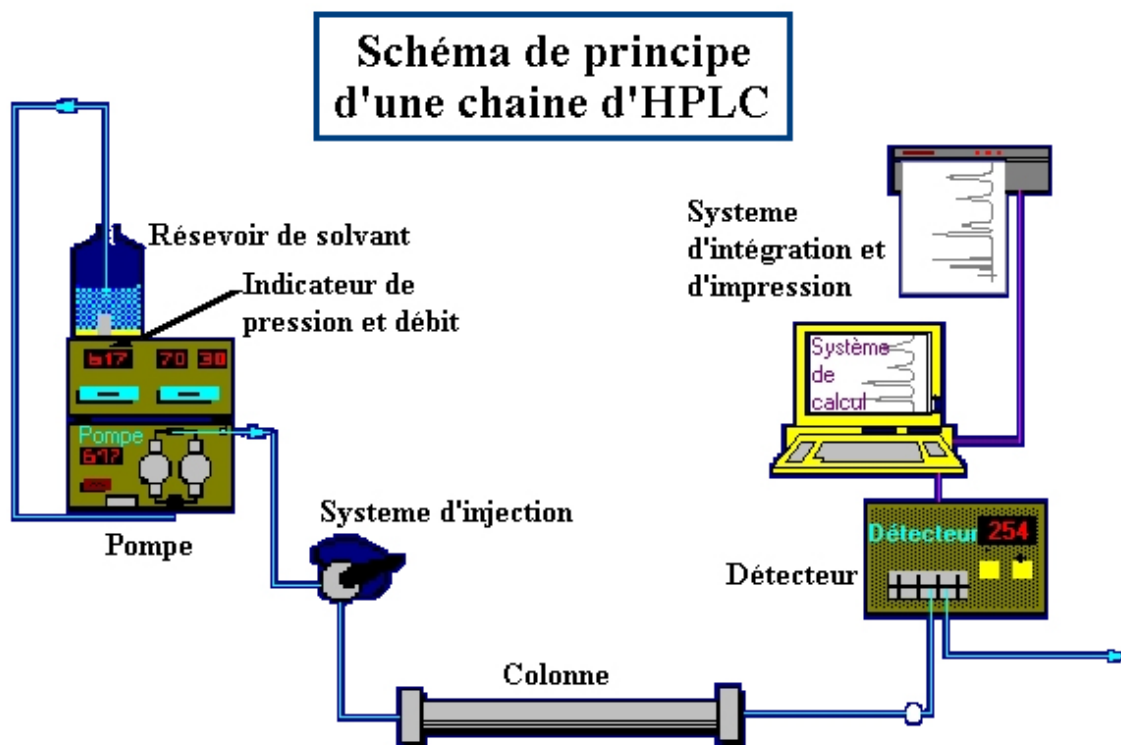 Schéma de principe
d'une chaine d'HPLC
Résevoir de solvant
Indicateur de
pression et débit
617
70 30
Pompe
617
Pompe
Systeme d'injection
Colonne
Systeme
d'intégration et
d'impression
Système
de
calcul
Détecteur 254
Détecteur